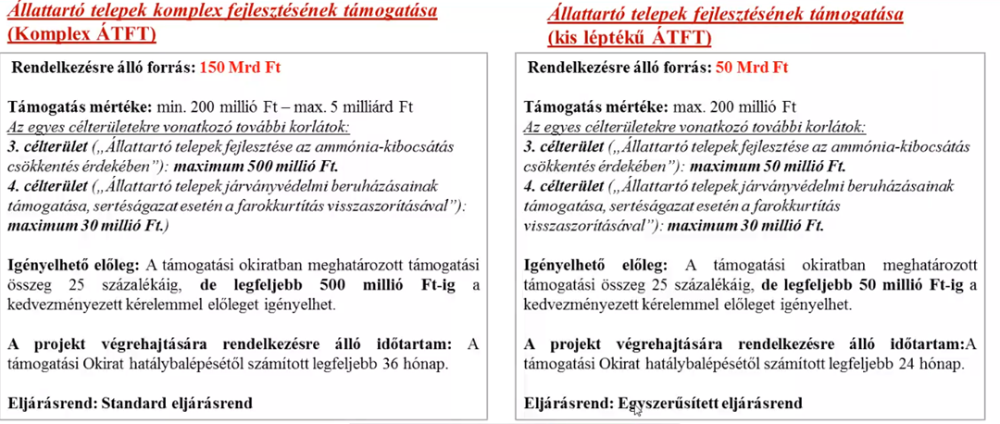 Állattartó telepek komplex fejlesztésének támogatása
(Komplex ÁTFT)
Rendelkezésre álló forrás: 150 Mrd Ft
Támogatás mértéke: min. 200 millió Ft – max. 5 milliárd Ft
Az egyes célterületekre vonatkozó további korlátok:
3. célterület („Állattartó telepek fejlesztése az ammónia-kibocsátás
csökkentés érdekében”): maximum 500 millió Ft.
4. célterület („Állattartó telepek járványvédelmi beruházásainak
támogatása, sertéságazat esetén a farokkurtítás visszaszorításával”):
maximum 30 millió Ft.)
Igényelhető előleg: A támogatási okiratban meghatározott támogatási
összeg 25 százalékáig, de legfeljebb 500 millió Ft-ig a
kedvezményezett kérelemmel előleget igényelhet.
A projekt végrehajtására rendelkezésre álló időtartam: A
támogatási Okirat hatálybalépésétől számított legfeljebb 36 hónap.
Eljárásrend: Standard eljárásrend
Állattartó telepek fejlesztésének támogatása
(kis léptékű ÁTFT)
Rendelkezésre álló forrás: 50 Mrd Ft
Támogatás mértéke: max. 200 millió Ft
Az egyes célterületekre vonatkozó további korlátok:
3. célterület („Állattartó telepek fejlesztése az ammónia-kibocsátás
csökkentés érdekében”): maximum 50 millió Ft.
4. célterület („Állattartó telepek járványvédelmi beruházásainak
támogatása, sertéságazat esetén a farokkurtítás
visszaszorításával”): maximum 30 millió Ft.
Igényelhető előleg: A támogatási okiratban meghatározott
támogatási összeg 25 százalékáig, de legfeljebb 50 millió Ft-ig a
kedvezményezett kérelemmel előleget igényelhet.
A projekt végrehajtására rendelkezésre álló időtartam:A
támogatási Okirat hatálybalépésétől számított legfeljebb 24 hónap.
Eljárásrend: Egyszerűsített eljárásrend